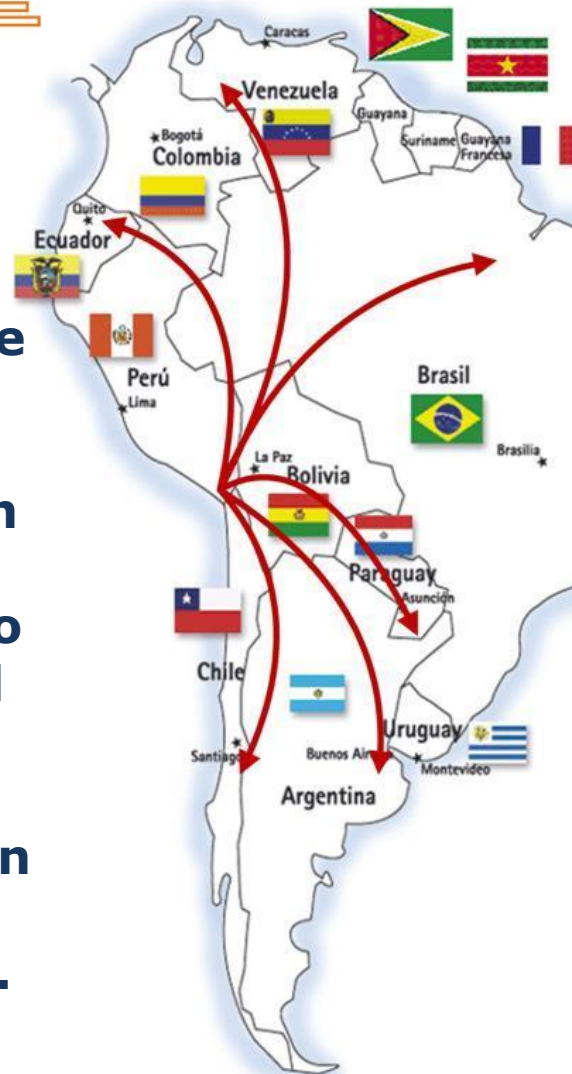 Caracas
Venezuela
Guayana
Suriname
Guayana
Francesa
Bogotá
Colombia
Quito
Ecuador
e
Perú
Lima
Brasil
Brasilia
La Paz
Bolivia
n
Paraguay
Asunción
o
Chile
Uruguay
Santiago
Buenos Air
Montevideo
Argentina
n
.